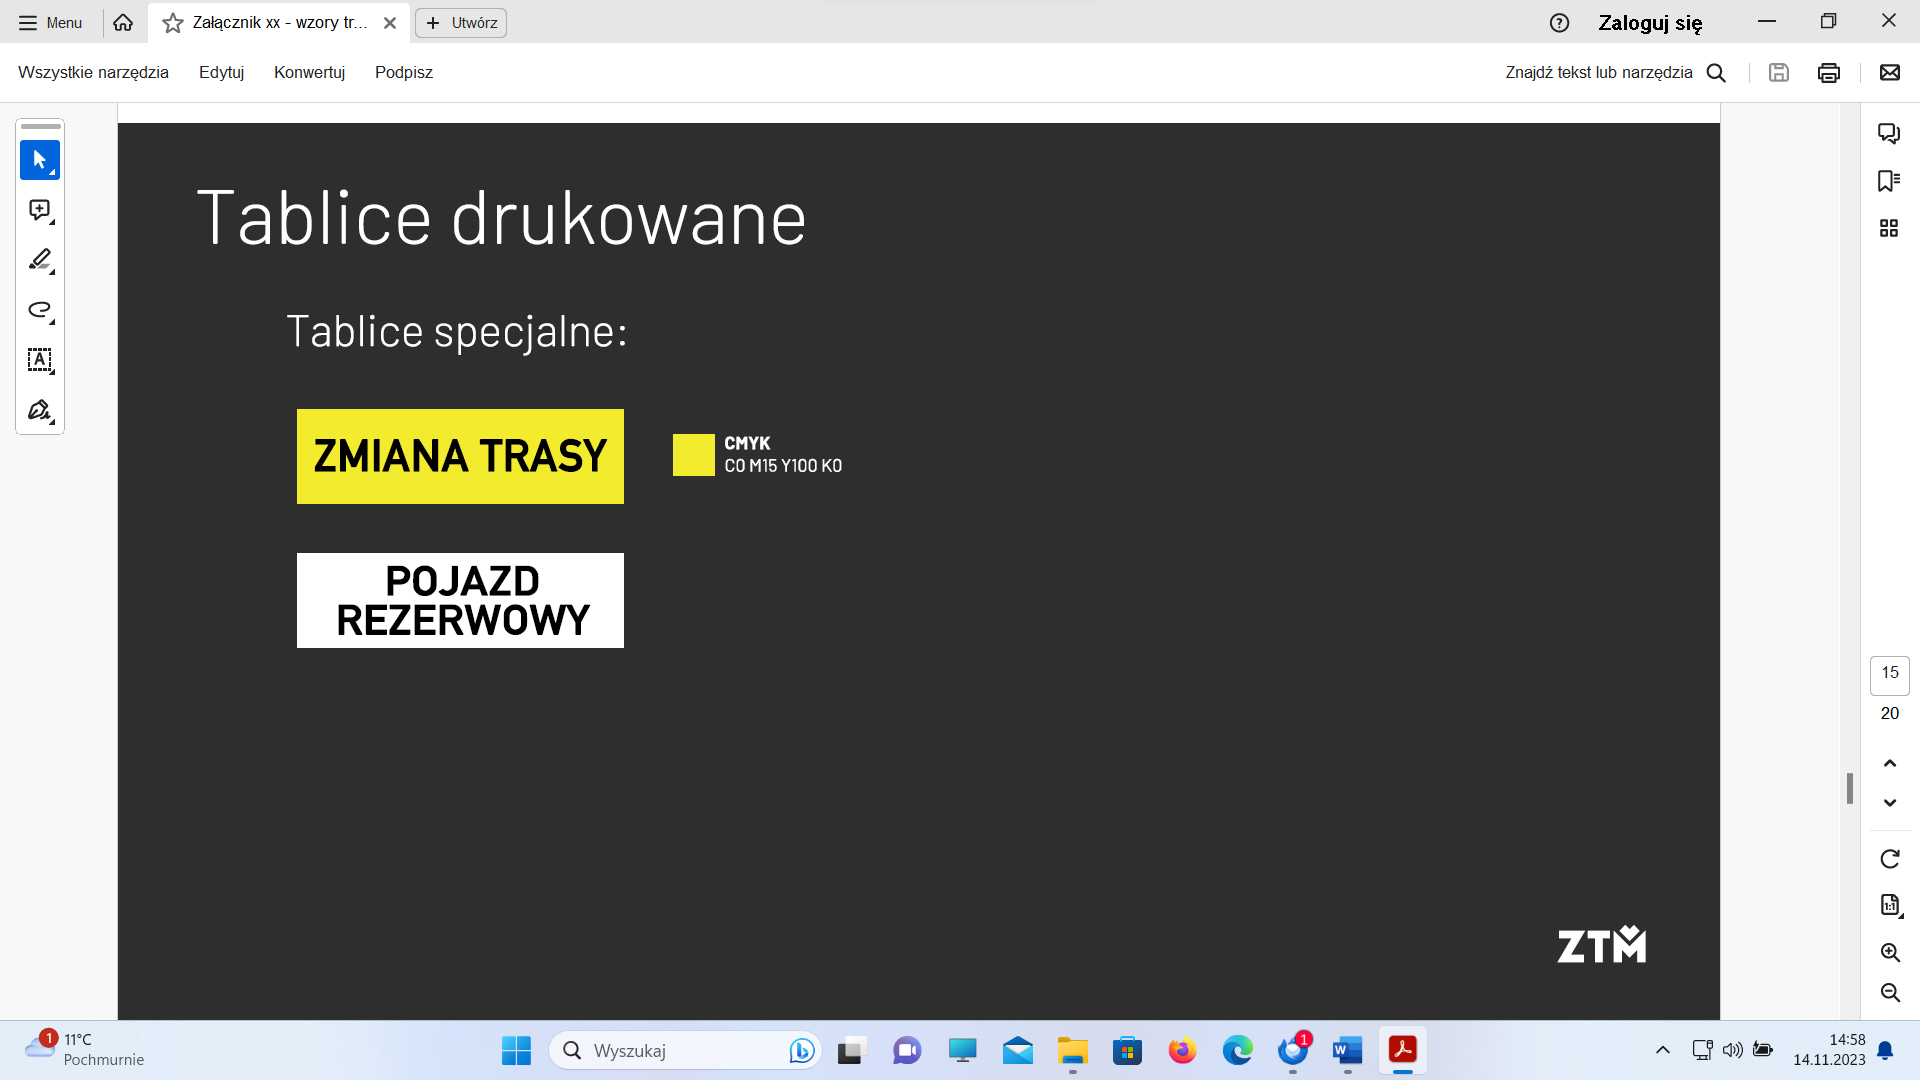 Menu
Załącznik xx - wzory tr...
Utwórz
Zaloguj się
Wszystkie narzędzia
Edytuj
Konwertuj
Podpisz
Znajdź tekst lub narzędzia
Tablice drukowane
Tablice specjalne:
ZMIANA TRASY
CMYK
C0 M15 Y100 K0
POJAZD
REZERWOWY
15
20
ZTM
1
11°C
Pochmurnie
Wyszukaj
1
14:58
14.11.2023